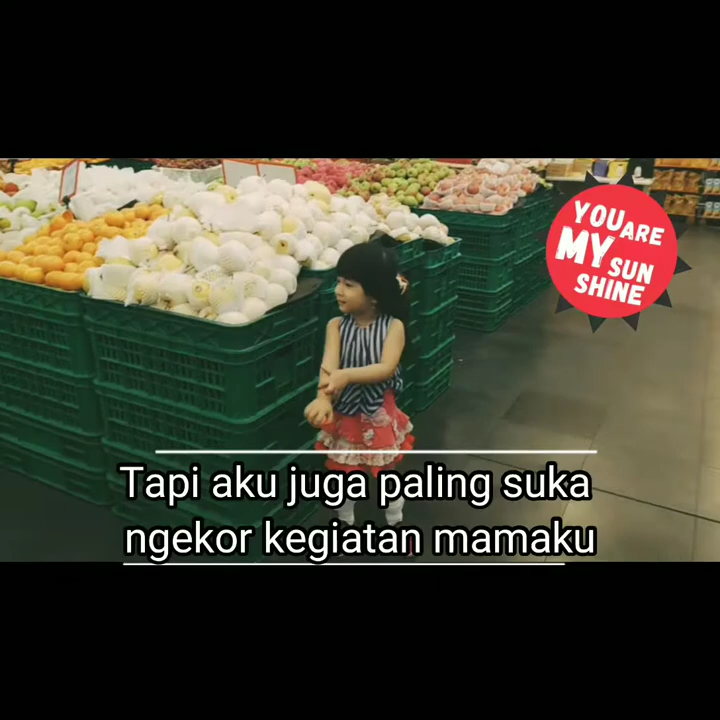 YOU ARE
MY SUN
SHINE
Tapi aku juga paling suka
ngekor kegiatan mamaku